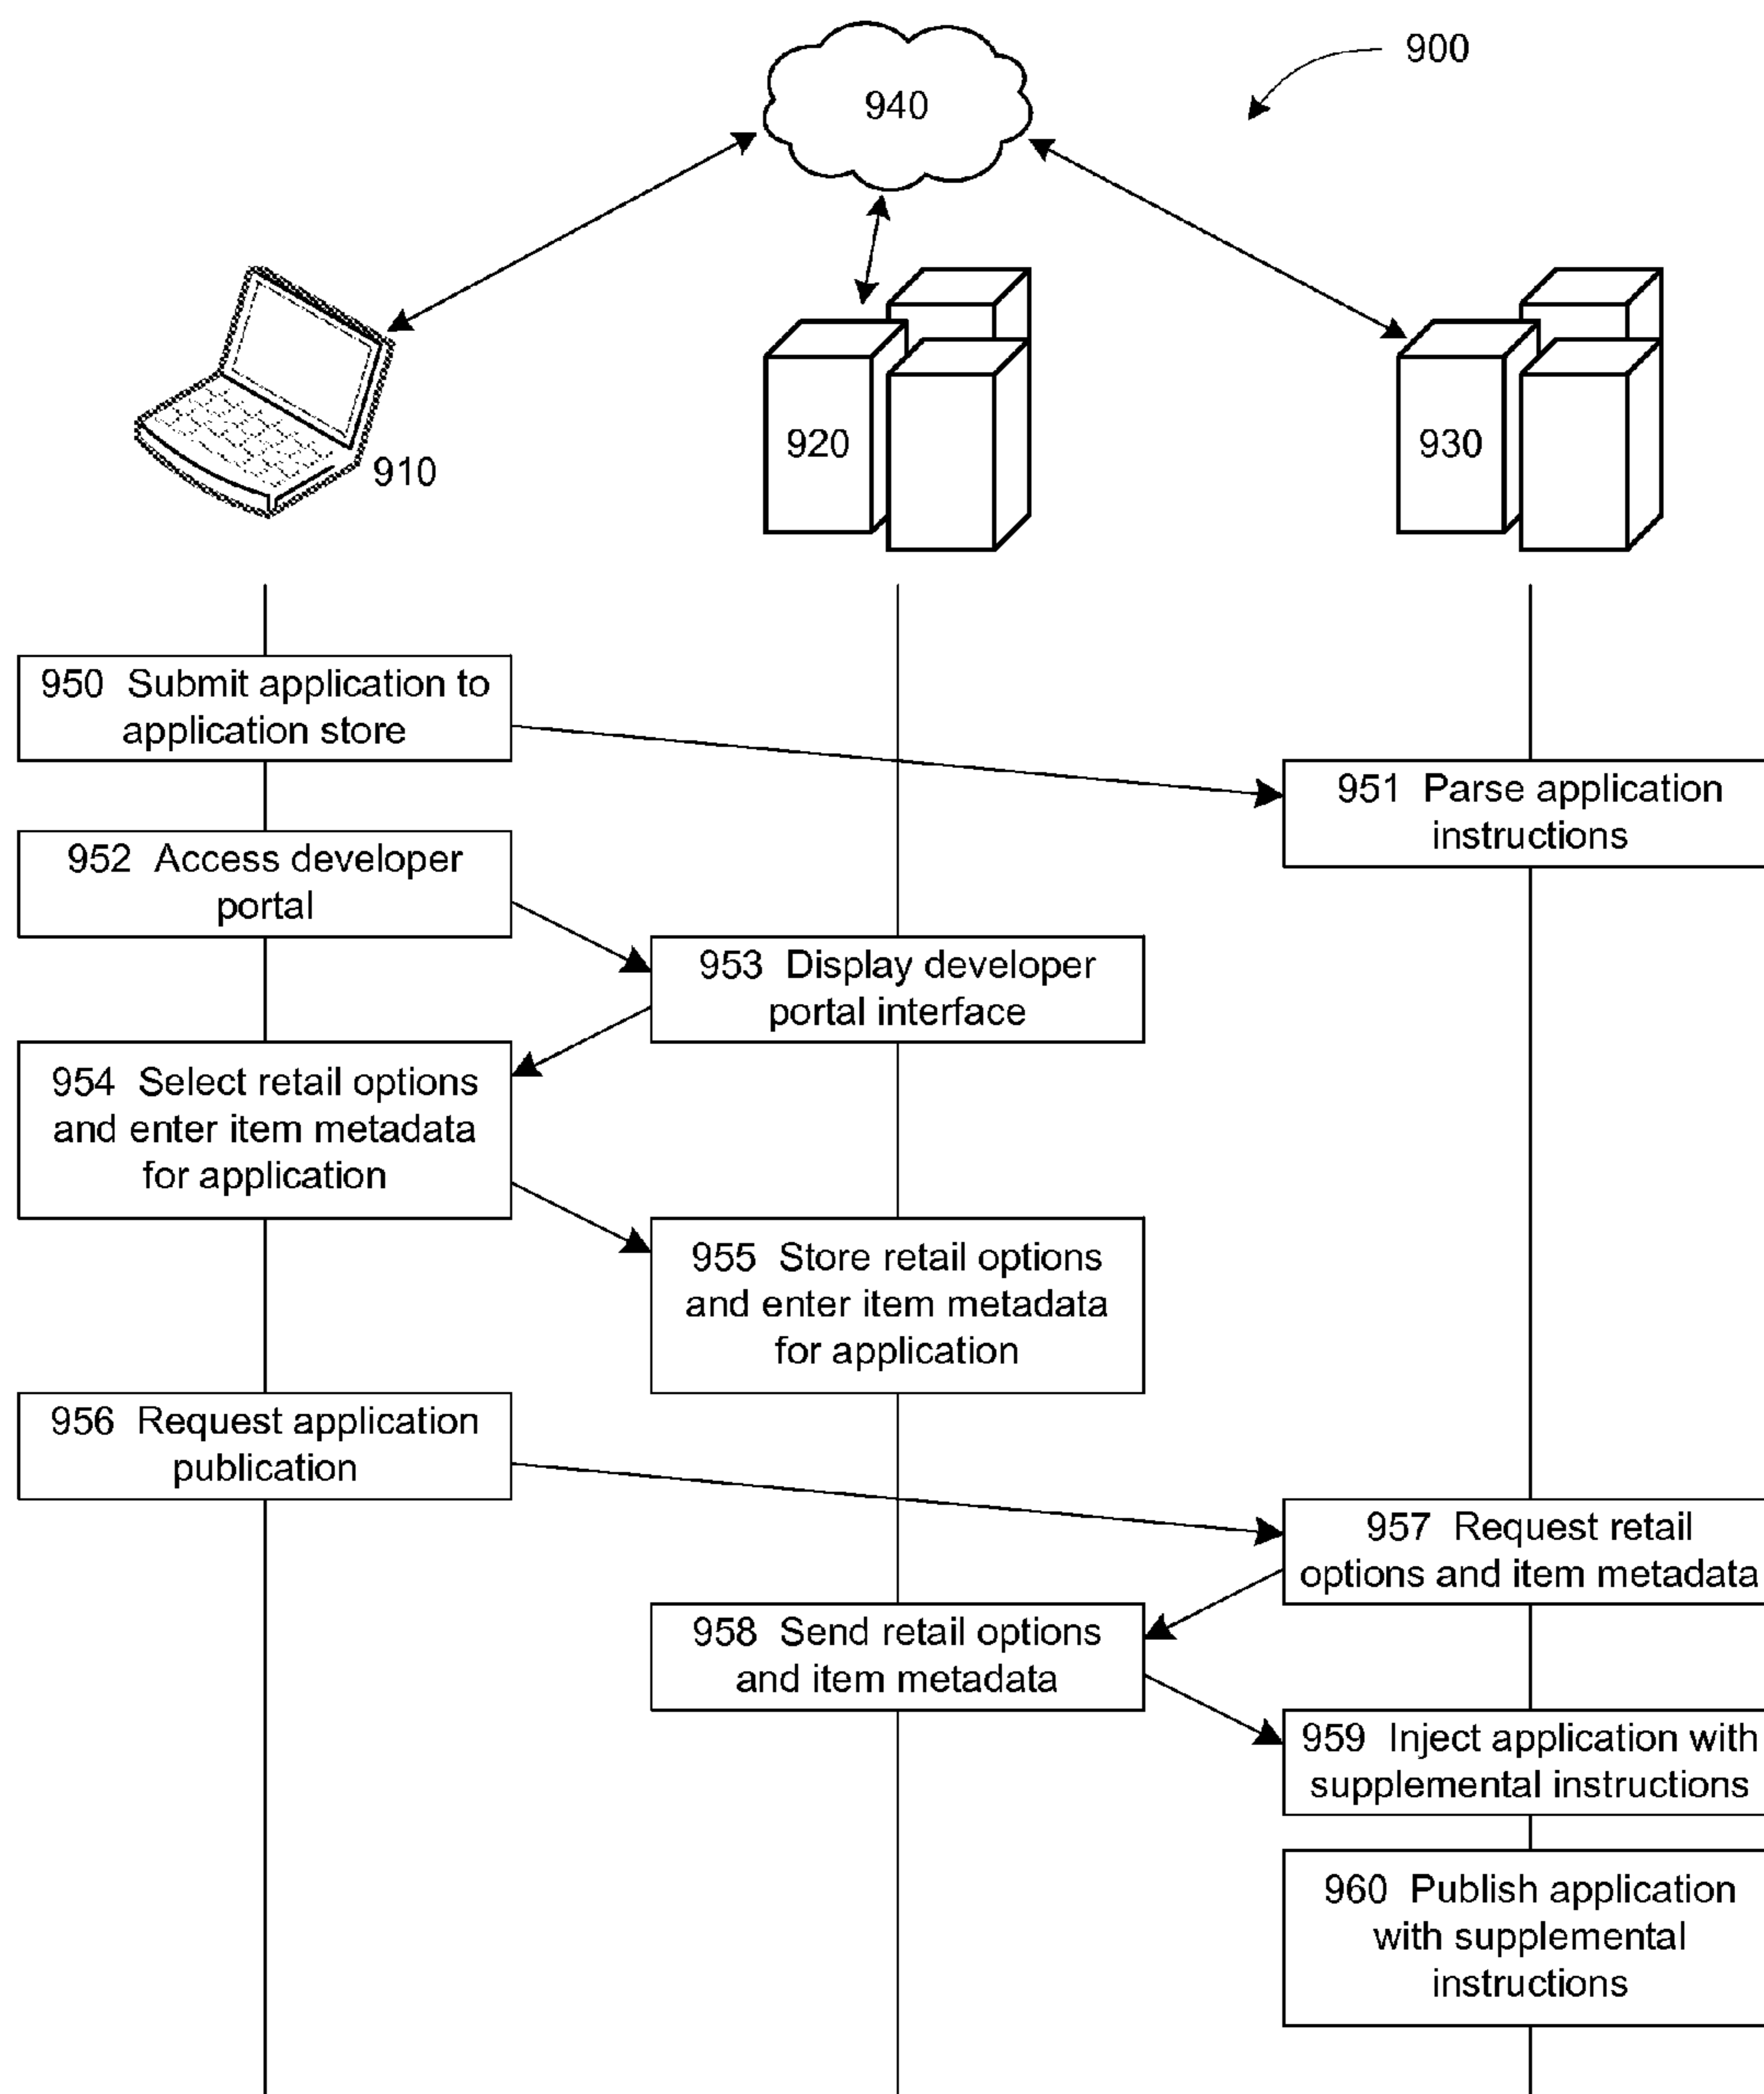 900
940
910
920
930
950 Submit application to
application store
951 Parse application
instructions
952 Access developer
portal
953 Display developer
portal interface
954 Select retail options
and enter item metadata
for application
955 Store retail options
and enter item metadata
for application
956 Request application
publication
957 Request retail
options and item metadata
958 Send retail options
and item metadata
959 Inject application with
supplemental instructions
960 Publish application
with supplemental
instructions